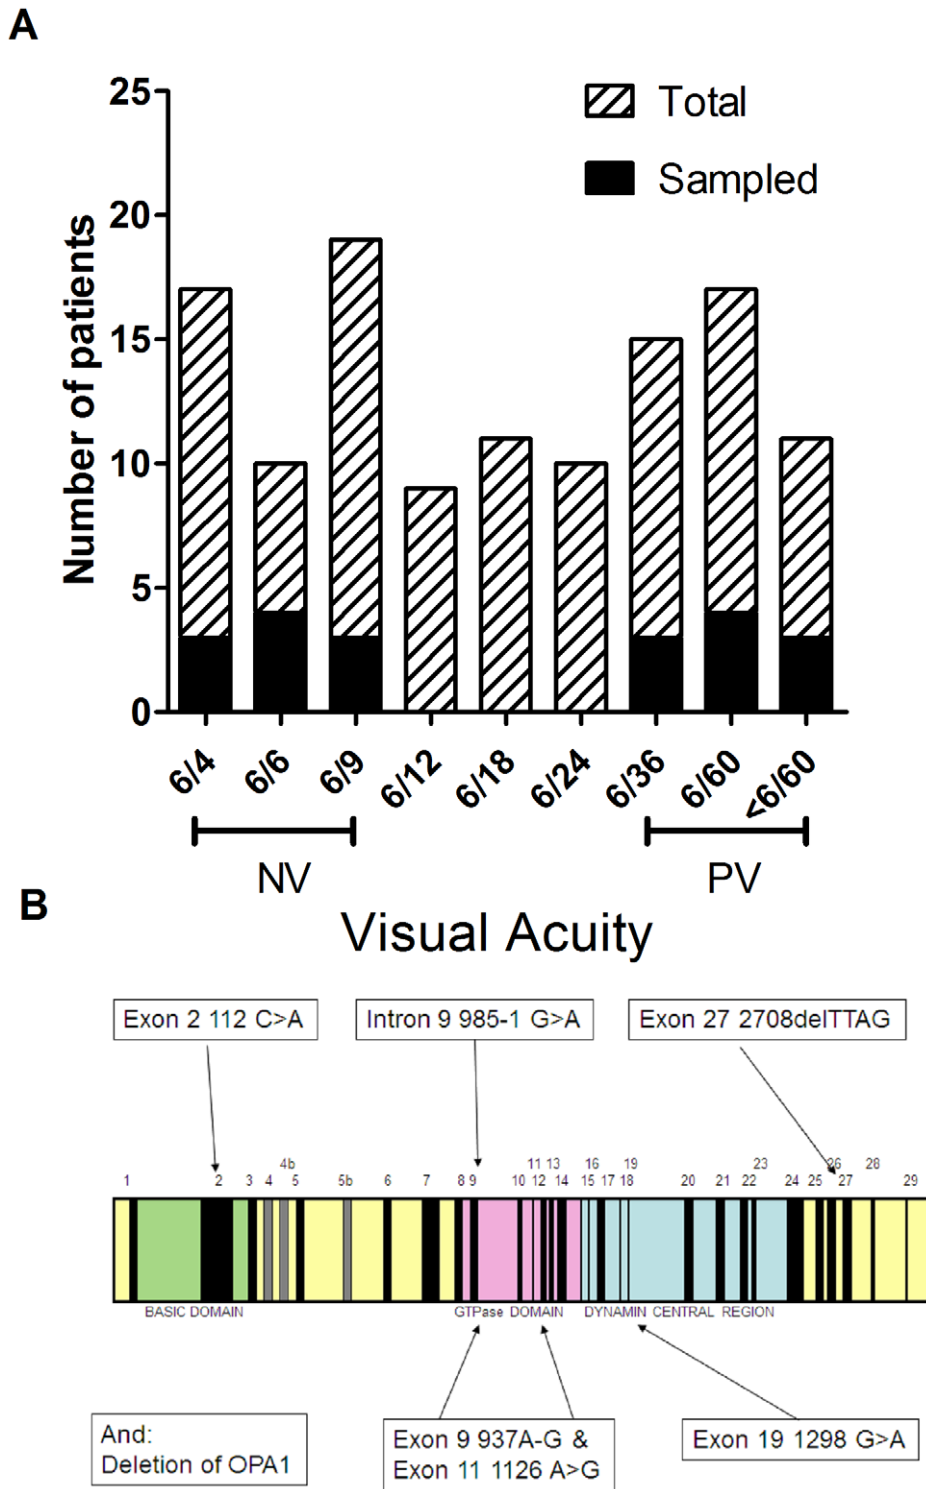 A
25
20
15
10
5
0
Number of patients
Total
Sampled
6/4
6/6
6/9
6/12
6/18
6/24
6/36
6/60
<6/60
NV
PV
Visual Acuity
B
Exon 2 112 C>A
Intron 9 985-1 G>A
Exon 27 2708delTTAG
1 2 3 4 4b 5 5b 6 7 8 9 10 11 12 13 14 15 16 17 18 19 20 21 22 23 24 25 26 27 28 29
BASIC DOMAIN
GTPase DOMAIN
DYNAMIN CENTRAL REGION
And:
Deletion of OPA1
Exon 9 937A-G &
Exon 11 1126 A>G
Exon 19 1298 G>A